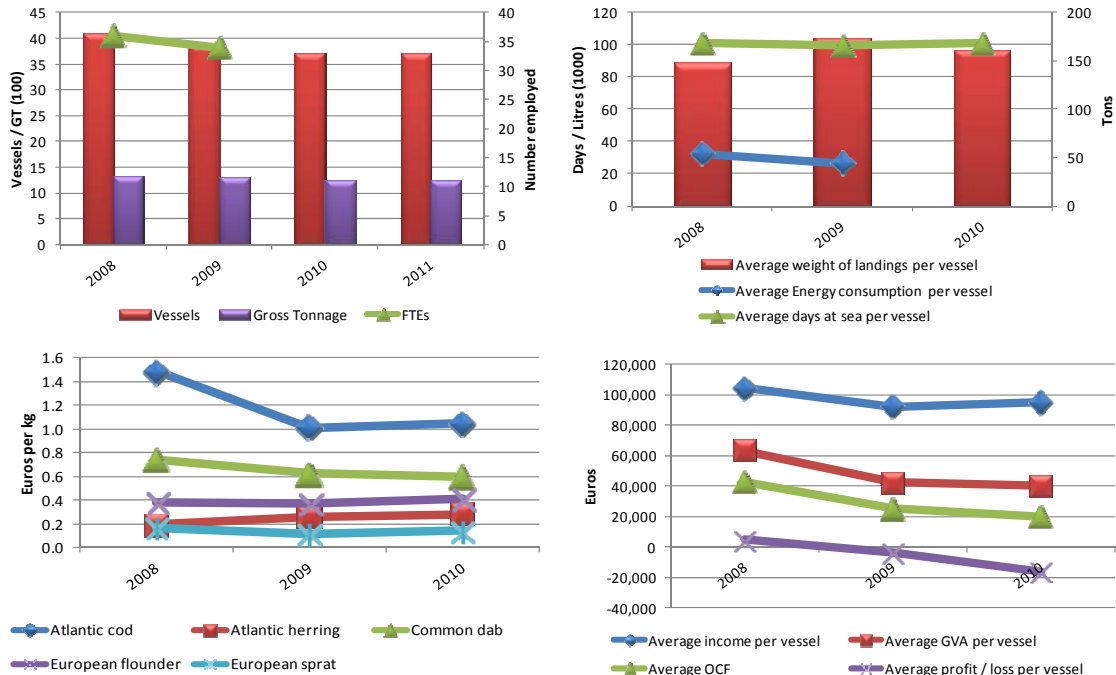 45
40
35
30
25
20
15
10
5
0
Vessels / GT (100)
40
35
30
25
20
15
10
5
0
Number employed
2008
2009
2010
2011
Vessels
Gross Tonnage
FTEs
120
100
80
60
40
20
0
Days / Litres (1000)
200
150
100
50
0
Tons
2008
2009
2010
Average weight of landings per vessel
Average Energy consumption per vessel
Average days at sea per vessel
1.6
1.4
1.2
1.0
0.8
0.6
0.4
0.2
0.0
Euros per kg
2008
2009
2010
Atlantic cod
Atlantic herring
Common dab
European flounder
European sprat
120,000
100,000
80,000
60,000
40,000
20,000
0
-20,000
-40,000
Euros
2008
2009
2010
Average income per vessel
Average GVA per vessel
Average OCF
Average profit / loss per vessel